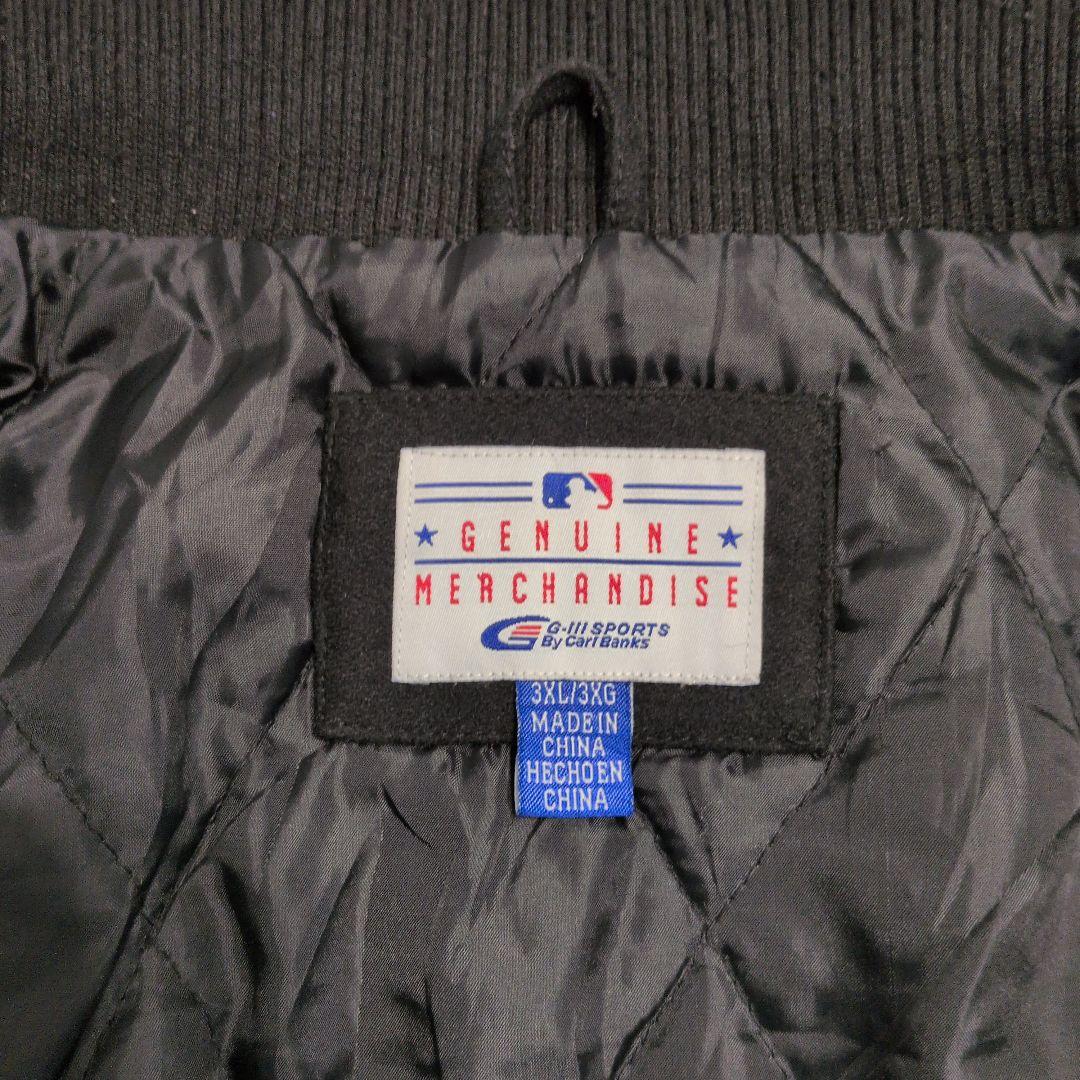 GENUINE
MERCHANDISE
G-III SPORTS
By Carl Banks
3XL/3XG
MADE IN
CHINA
HECHO EN
CHINA